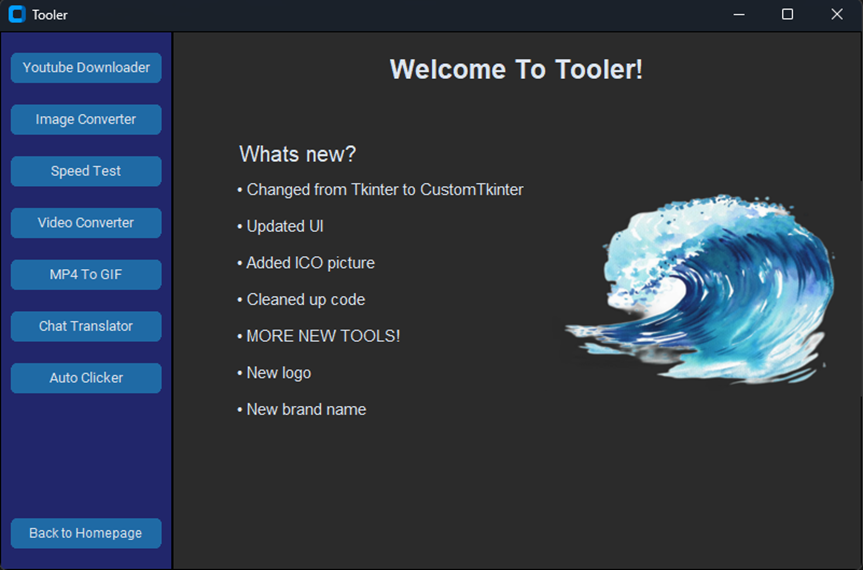 Tooler
Youtube Downloader
Image Converter
Speed Test
Video Converter
MP4 To GIF
Chat Translator
Auto Clicker
Back to Homepage
Welcome To Tooler!
Whats new?
• Changed from Tkinter to CustomTkinter
• Updated UI
• Added ICO picture
• Cleaned up code
• MORE NEW TOOLS!
• New logo
• New brand name